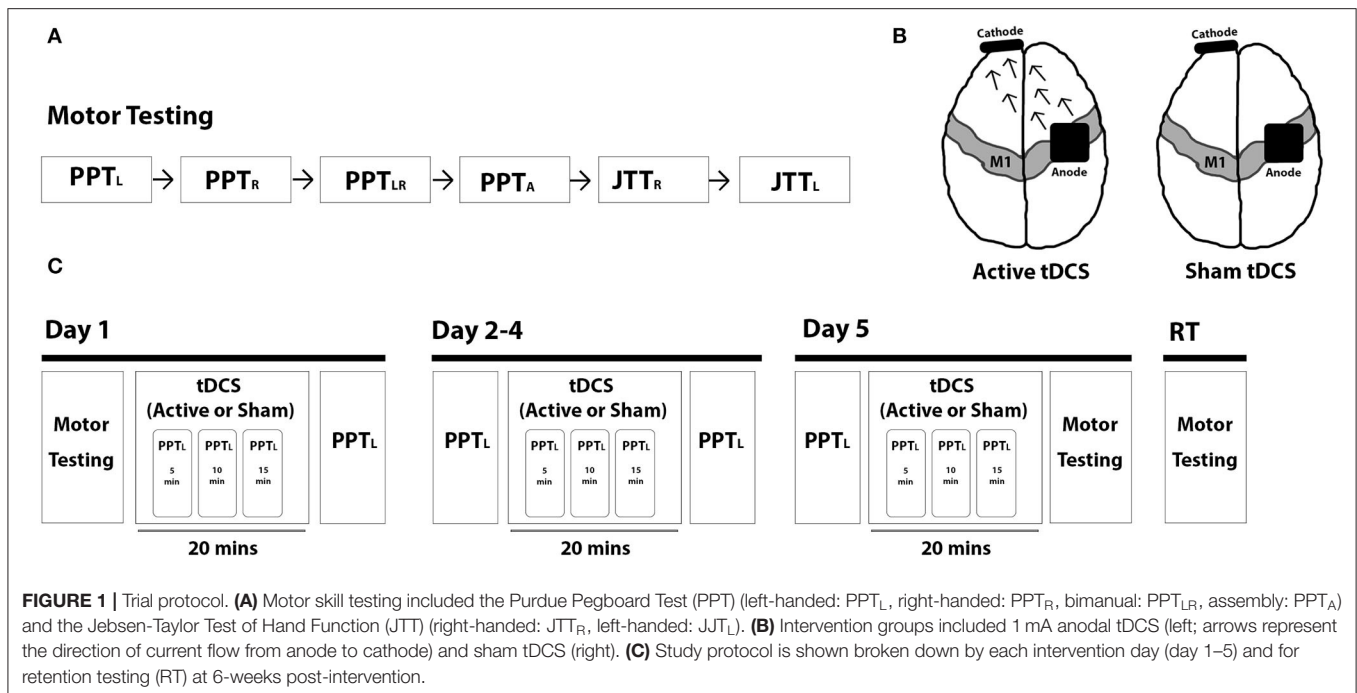 A
Motor Testing
PPTL → PPTR → PPTLR → PPTA → JTTR → JTTL
B
Cathode
M1
Anode
Active tDCS
Cathode
Anode
Sham tDCS
C
Day 1
Motor
Testing
tDCS
(Active or Sham)
PPTL PPTL PPTL
5 10 15
min min min
20 mins
PPTL
Day 2-4
PPTL
tDCS
(Active or Sham)
PPTL PPTL PPTL
5 10 15
min min min
20 mins
PPTL
Day 5
PPTL
tDCS
(Active or Sham)
PPTL PPTL PPTL
5 10 15
min min min
20 mins
Motor
Testing
RT
Motor
Testing
FIGURE 1 | Trial protocol. (A) Motor skill testing included the Purdue Pegboard Test (PPT) (left-handed: PPTL, right-handed: PPTR, bimanual: PPTLR, assembly: PPTA)
and the Jebsen-Taylor Test of Hand Function (JTT) (right-handed: JTTR, left-handed: JJTL). (B) Intervention groups included 1 mA anodal tDCS (left; arrows represent
the direction of current flow from anode to cathode) and sham tDCS (right). (C) Study protocol is shown broken down by each intervention day (day 1–5) and for
retention testing (RT) at 6-weeks post-intervention.